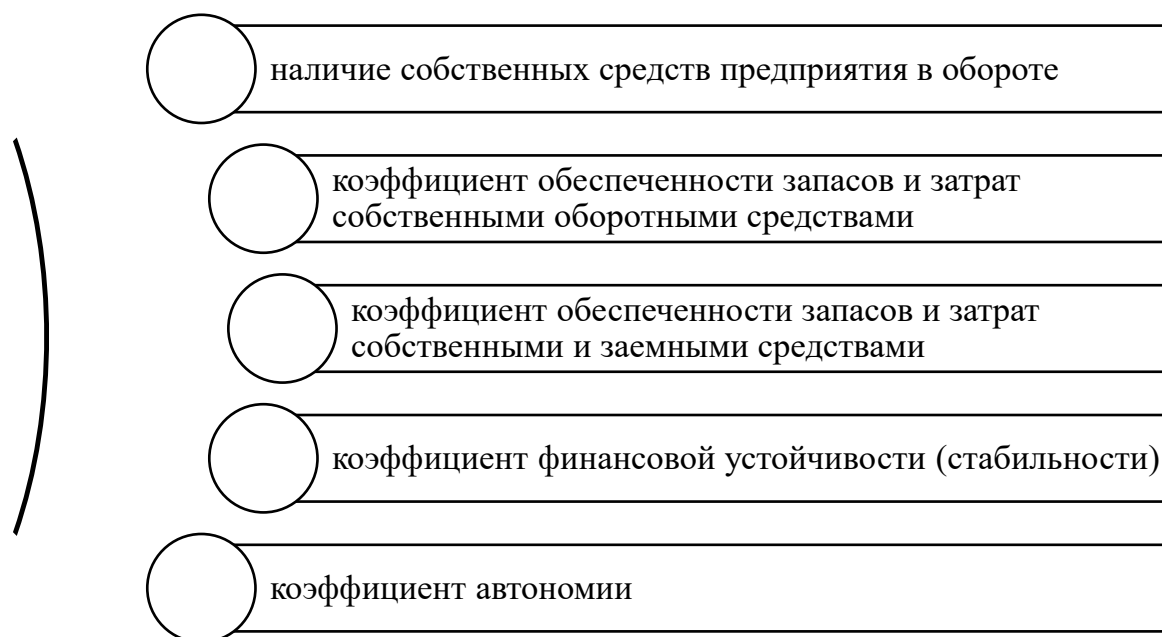 наличие собственных средств предприятия в обороте
коэффициент обеспеченности запасов и затрат
собственными оборотными средствами
коэффициент обеспеченности запасов и затрат
собственными и заемными средствами
коэффициент финансовой устойчивости (стабильности)
коэффициент автономии